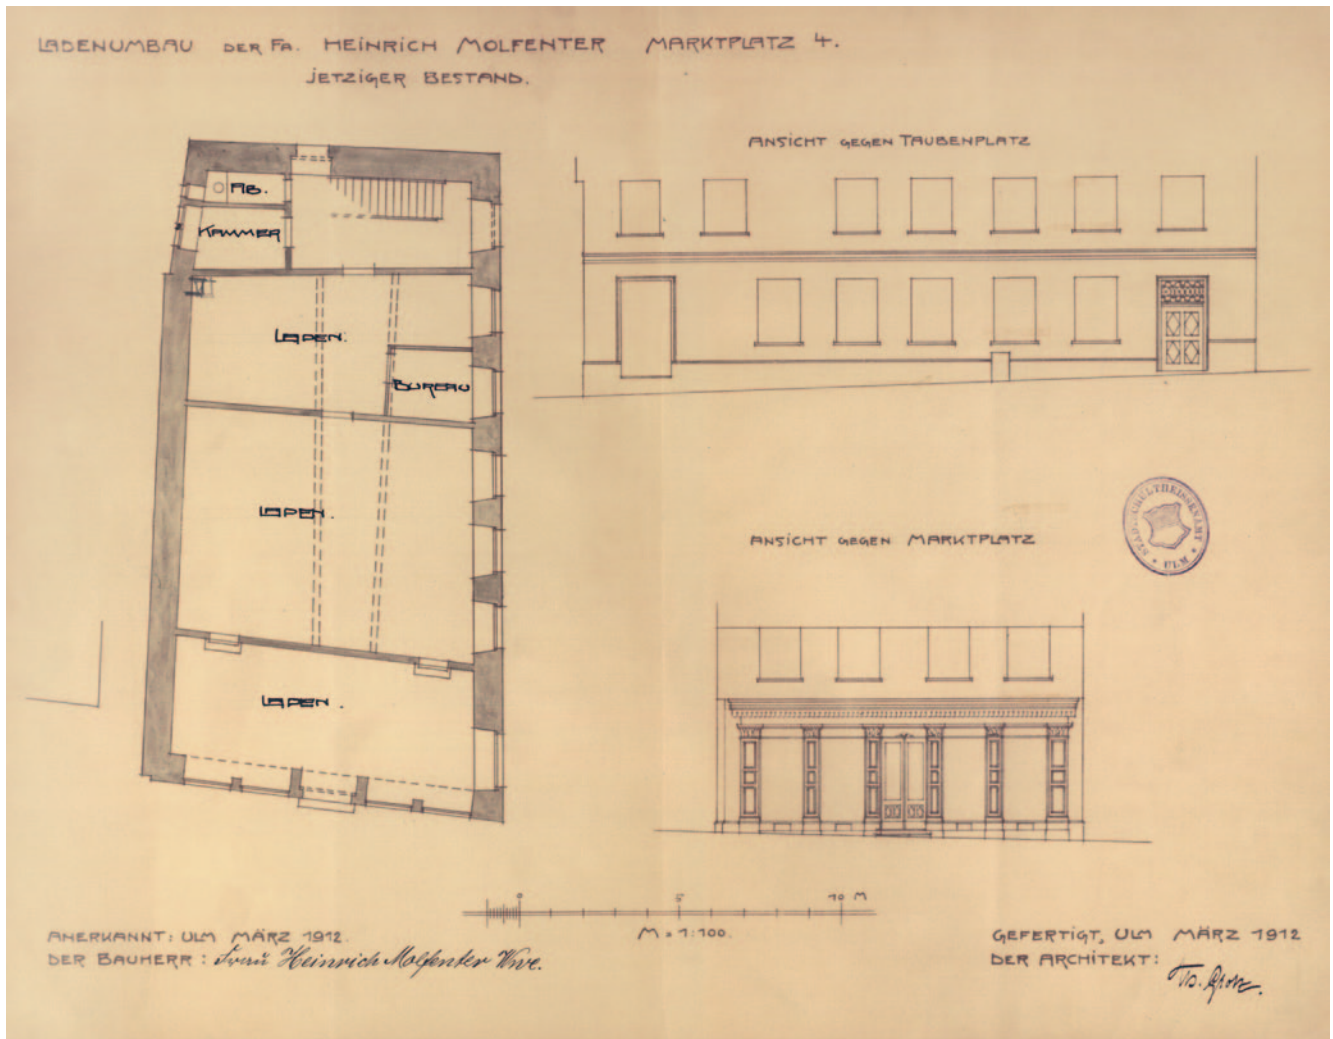 LADENUMBAU DER FA. HEINRICH MOLFENTER MARKTPLATZ 4.
JETZIGER BESTAND.
ANSICHT GEGEN TAUBENPLATZ
AB.
KAMMER
LADEN.
BUREAU
LADEN.
LADEN.
ANSICHT GEGEN MARKTPLATZ
STADTSCHULTHEISSENAMT
* ULM *
0 5 10 M
M = 1:100.
ANERKANNT: ULM MÄRZ 1912.
DER BAUHERR: Frau Heinrich Molfenter Wwe.
GEFERTIGT, ULM MÄRZ 1912
DER ARCHITEKT: